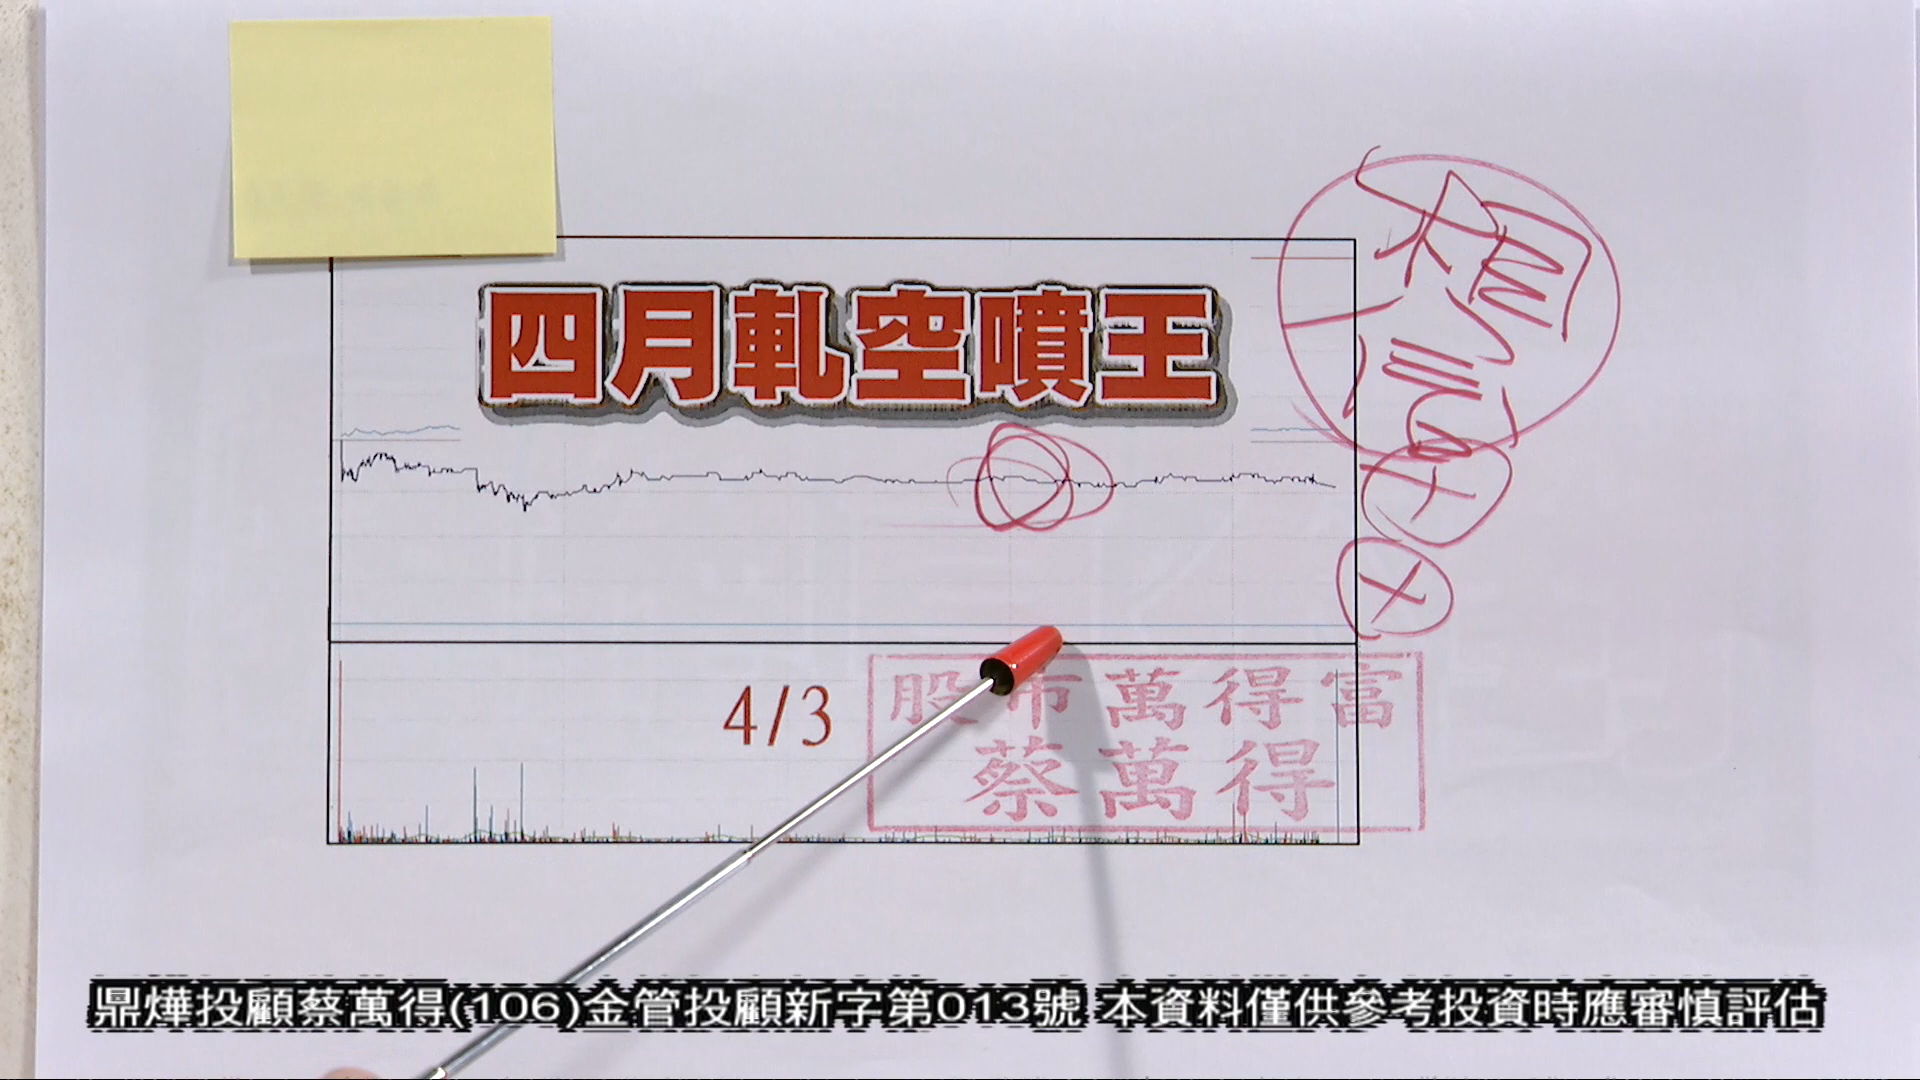 四月軋空噴王
4/3
股市萬得富
蔡萬得
鼎燁投顧蔡萬得(106)金管投顧新字第013號 本資料僅供參考投資時應審慎評估